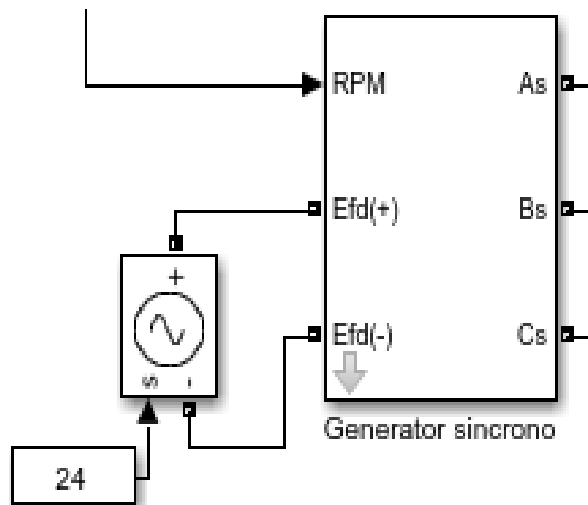 RPM As
Efd(+) Bs
+
Efd(-) Cs
s -
Generator sincrono
24